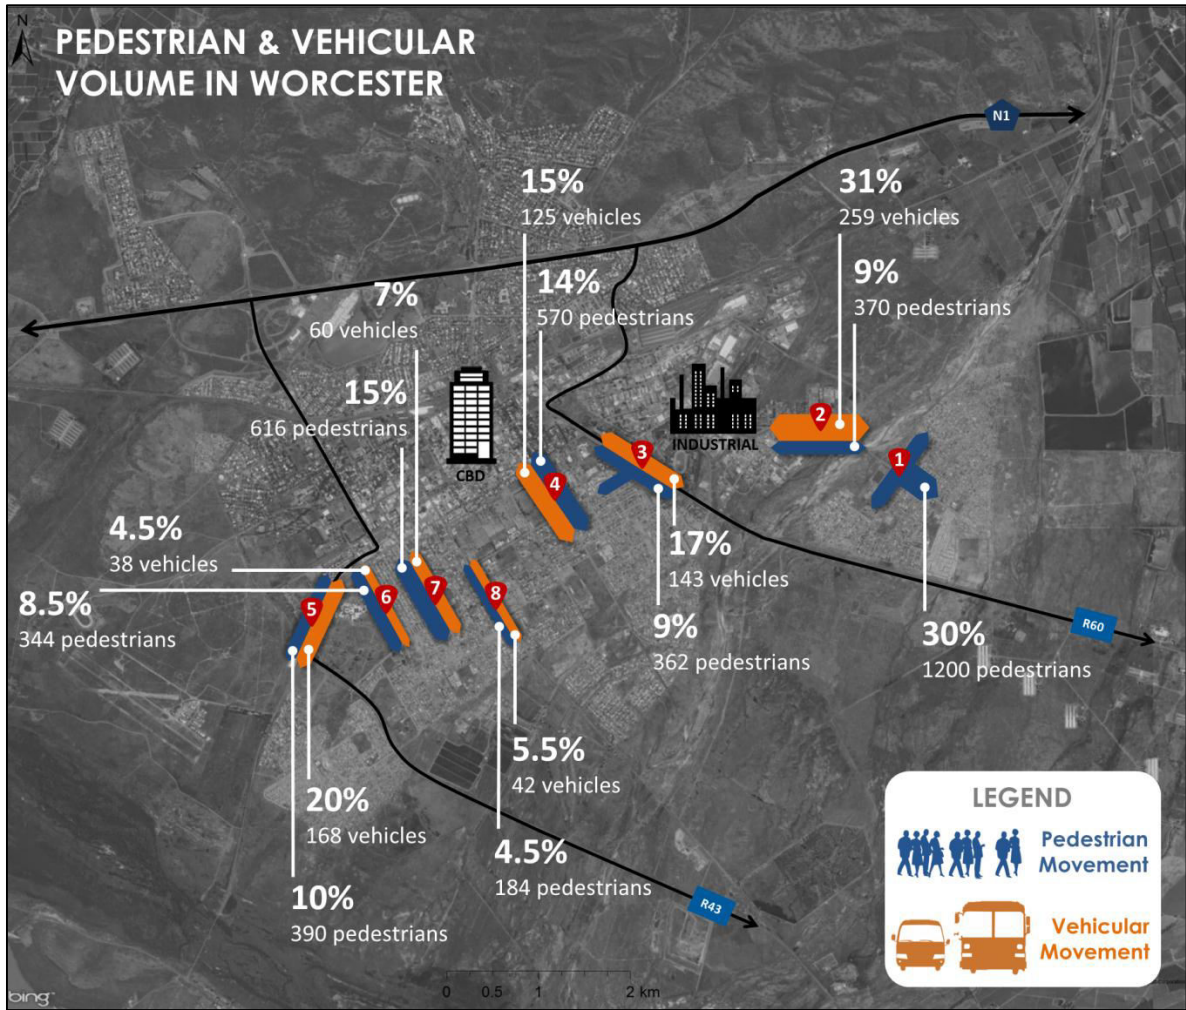 N
PEDESTRIAN & VEHICULAR
VOLUME IN WORCESTER
N1
15%
125 vehicles
31%
259 vehicles
14%
570 pedestrians
9%
370 pedestrians
7%
60 vehicles
15%
616 pedestrians
CBD
INDUSTRIAL
2
1
3
4
4.5%
38 vehicles
8.5%
344 pedestrians
5
6
7
8
17%
143 vehicles
9%
362 pedestrians
30%
1200 pedestrians
R60
5.5%
42 vehicles
20%
168 vehicles
4.5%
184 pedestrians
10%
390 pedestrians
R43
LEGEND
Pedestrian
Movement
Vehicular
Movement
0 0.5 1 2 km
bing